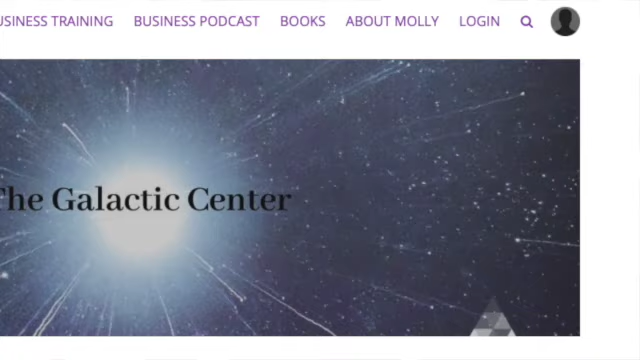 USINESS TRAINING BUSINESS PODCAST BOOKS ABOUT MOLLY LOGIN
The Galactic Center